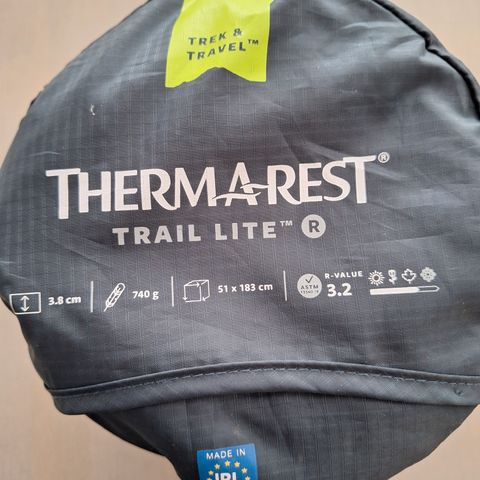 TREK &
TRAVEL™
THERM-A-REST®
TRAIL LITE™ R
3.8 cm | 740 g | 51 x 183 cm | ASTM R-VALUE 3.2
MADE IN
IRL